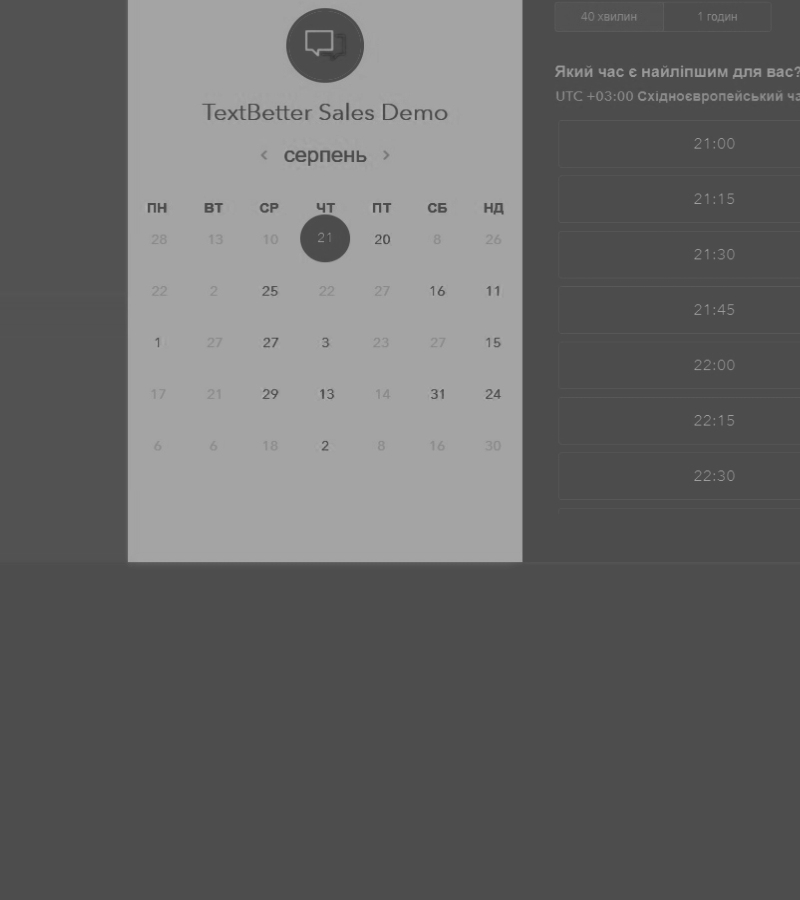 TextBetter Sales Demo
‹ серпень ›
ПН ВТ СР ЧТ ПТ СБ НД
28 13 10 21 20 8 26
22 2 25 22 27 16 11
1 27 27 3 23 27 15
17 21 29 13 14 31 24
6 6 18 2 8 16 30
40 хвилин 1 годин
Який час є найліпшим для вас?
UTC +03:00 Східноєвропейський
21:00
21:15
21:30
21:45
22:00
22:15
22:30